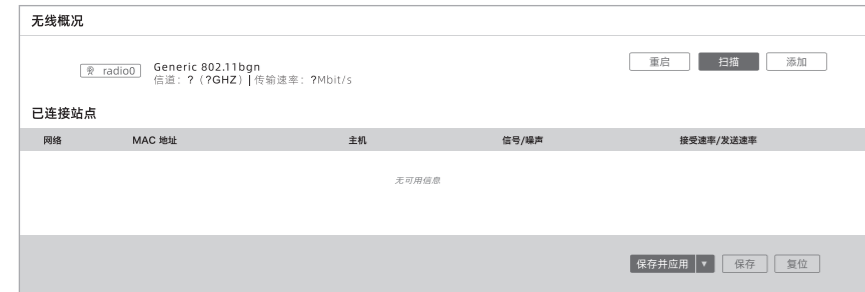 无线概况
radio0 Generic 802.11bgn 重启 扫描 添加
信道：?（?GHZ）|传输速率：?Mbit/s
已连接站点
网络 MAC 地址 主机 信号/噪声 接受速率/发送速率
无可用信息
保存并应用 ▼ 保存 复位